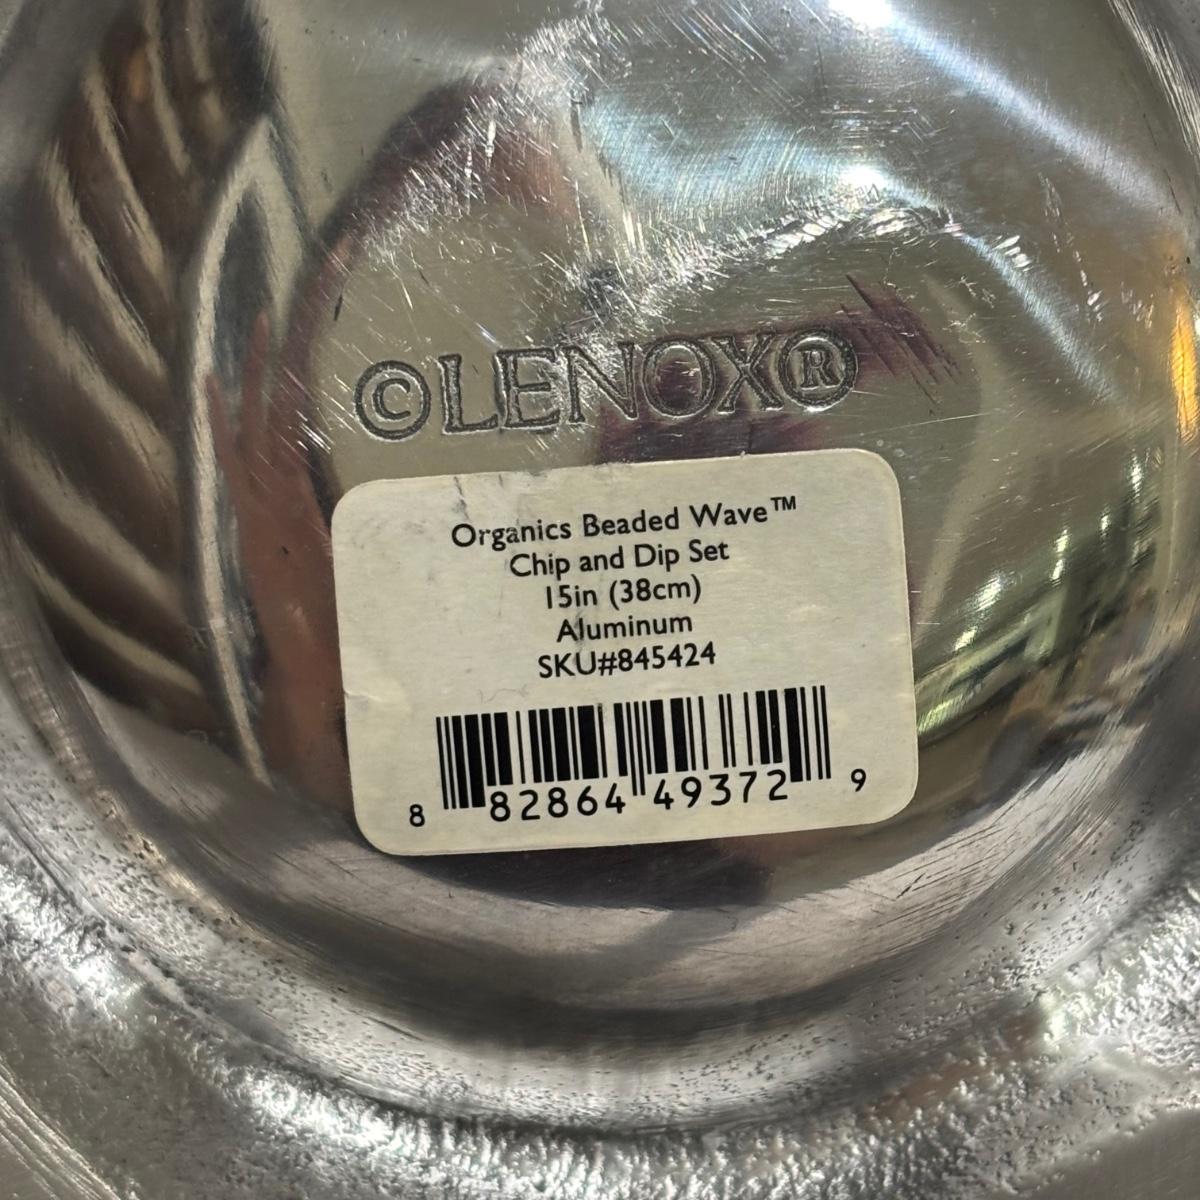 ©LENOX®
Organics Beaded Wave™
Chip and Dip Set
15in (38cm)
Aluminum
SKU#845424
8 82864 49372 9